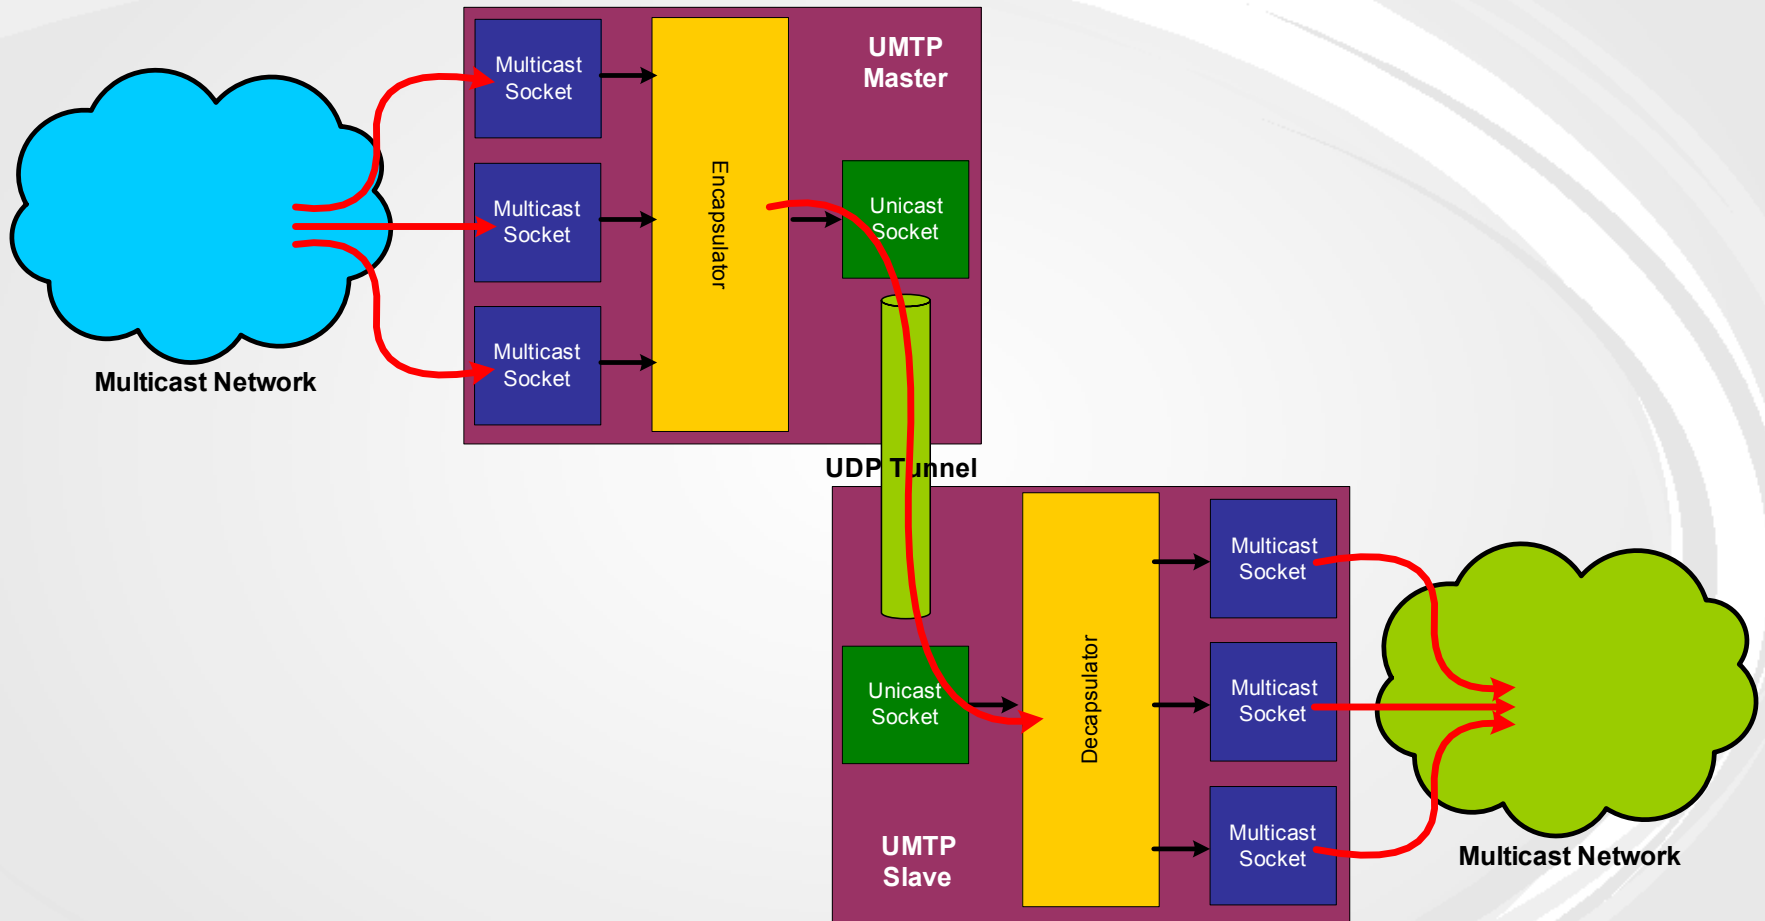 Multicast
Socket
UMTP
Master
Multicast
Socket
Encapsulator
Unicast
Socket
Multicast
Socket
Multicast Network
UDP Tunnel
Multicast
Socket
Unicast
Socket
Decapsulator
Multicast
Socket
UMTP
Slave
Multicast
Socket
Multicast Network